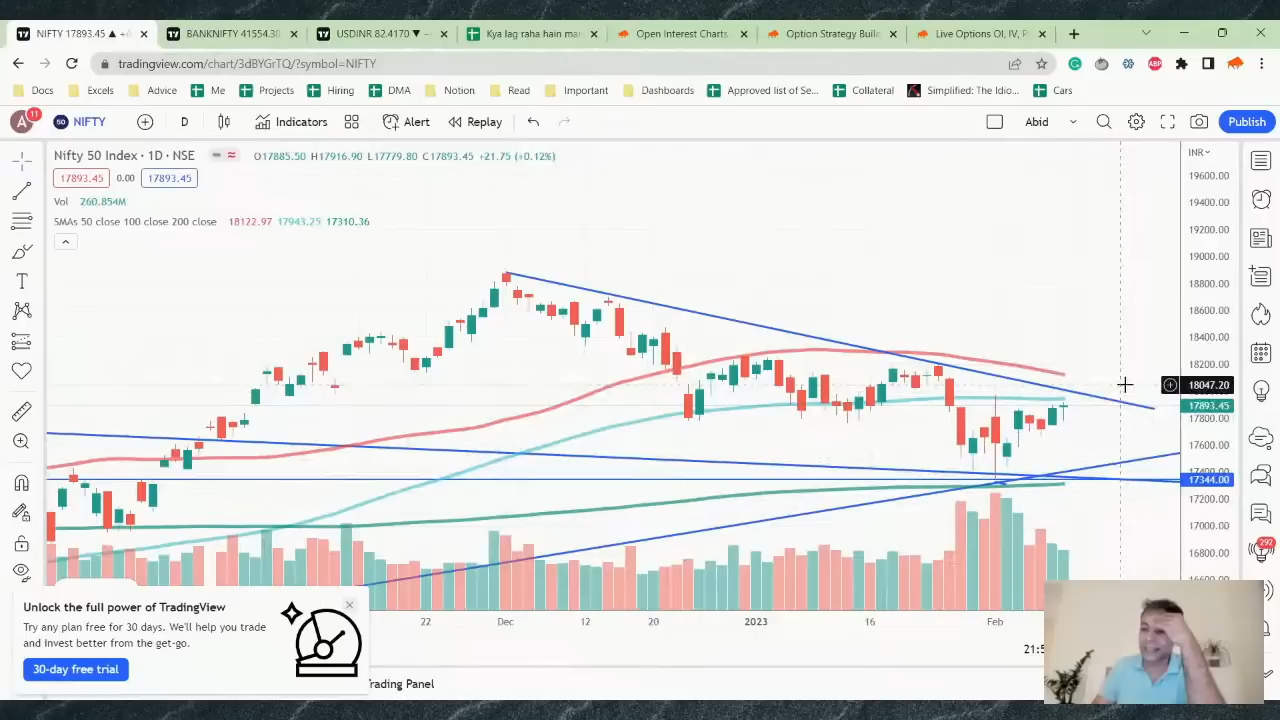 NIFTY 17893.45 ▲ +0
BANKNIFTY 41554.30
USDINR 82.4170 ▼ −
Kya lag raha hain mar
Open Interest Charts
Option Strategy Builde
Live Options OI, IV, P
tradingview.com/chart/3dBYGrTQ/?symbol=NIFTY
ABP
Docs Excels Advice Me Projects Hiring DMA Notion Read Important Dashboards Approved list of Se... Collateral Simplified: The Idio... Cars
A 11 50 NIFTY D Indicators Alert Replay Abid Publish
Nifty 50 Index · 1D · NSE O17885.50 H17916.90 L17779.80 C17893.45 +21.75 (+0.12%)
INR
17893.45 0.00 17893.45
Vol 260.854M
SMAs 50 close 100 close 200 close 18122.97 17943.25 17310.36
19600.00
19400.00
19200.00
19000.00
18800.00
18600.00
18400.00
18200.00
18047.20
17893.45
17800.00
17600.00
17344.00
17200.00
17000.00
16800.00
292
Unlock the full power of TradingView
Try any plan free for 30 days. We'll help you trade
and invest better from the get-go.
30-day free trial
22 Dec 12 20 2023 16 Feb
21:5
Trading Panel